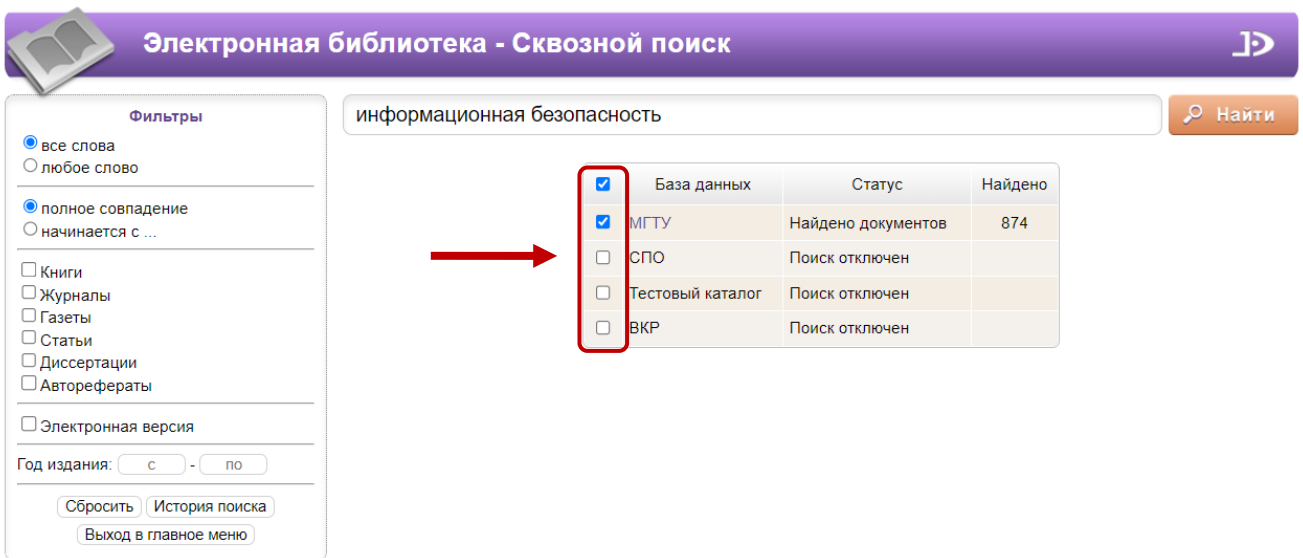 Электронная библиотека - Сквозной поиск
Фильтры
все слова
любое слово
полное совпадение
начинается с ...
Книги
Журналы
Газеты
Статьи
Диссертации
Авторефераты
Электронная версия
Год издания: с - по
Сбросить История поиска
Выход в главное меню
информационная безопасность Найти
База данных Статус Найдено
МГТУ Найдено документов 874
СПО Поиск отключен
Тестовый каталог Поиск отключен
ВКР Поиск отключен